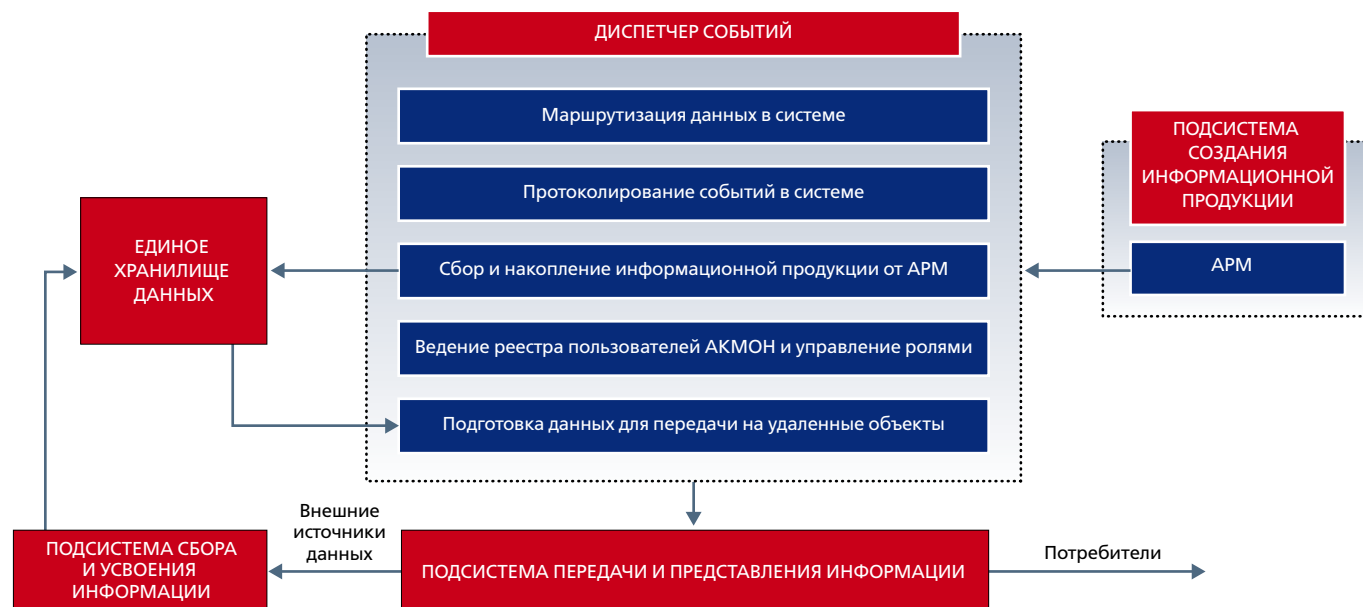 ДИСПЕТЧЕР СОБЫТИЙ
Маршрутизация данных в системе
Протоколирование событий в системе
Сбор и накопление информационной продукции от АРМ
Ведение реестра пользователей АКМОН и управление ролями
Подготовка данных для передачи на удаленные объекты
ПОДСИСТЕМА
СОЗДАНИЯ
ИНФОРМАЦИОННОЙ
ПРОДУКЦИИ
АРМ
ЕДИНОЕ
ХРАНИЛИЩЕ
ДАННЫХ
ПОДСИСТЕМА СБОРА
И УСВОЕНИЯ
ИНФОРМАЦИИ
Внешние
источники
данных
ПОДСИСТЕМА ПЕРЕДАЧИ И ПРЕДСТАВЛЕНИЯ ИНФОРМАЦИИ
Потребители